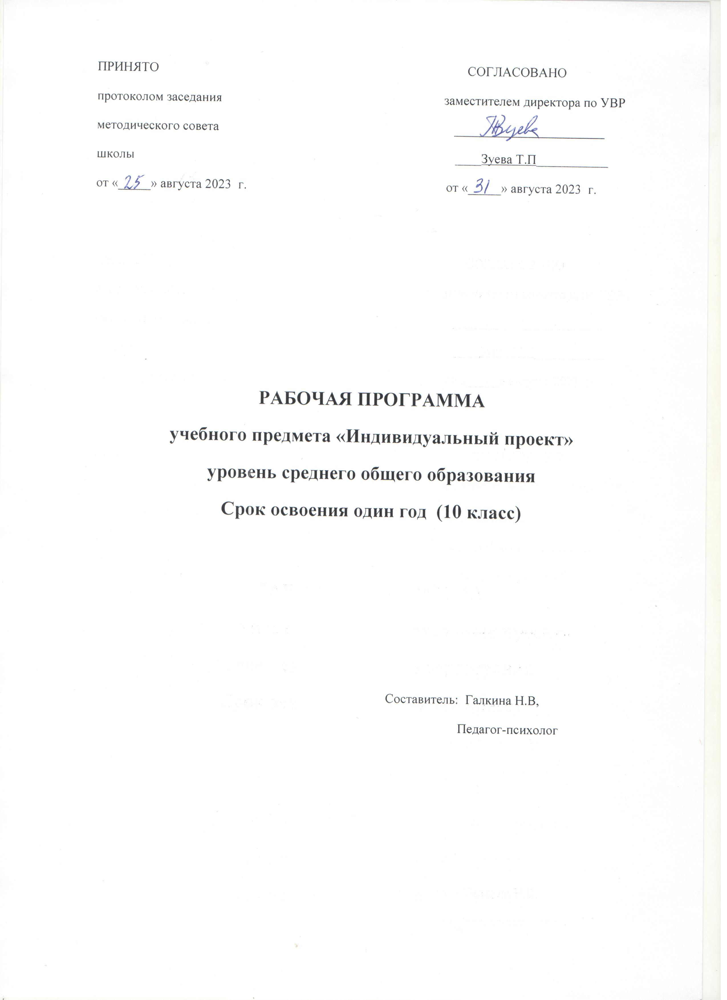 ПРИНЯТО
протоколом заседания
методического совета
школы
от «25» августа 2023 г.
СОГЛАСОВАНО
заместителем директора по УВР
Зуева Т.П
от «31» августа 2023 г.
РАБОЧАЯ ПРОГРАММА
учебного предмета «Индивидуальный проект»
уровень среднего общего образования
Срок освоения один год (10 класс)
Составитель: Галкина Н.В,
Педагог-психолог